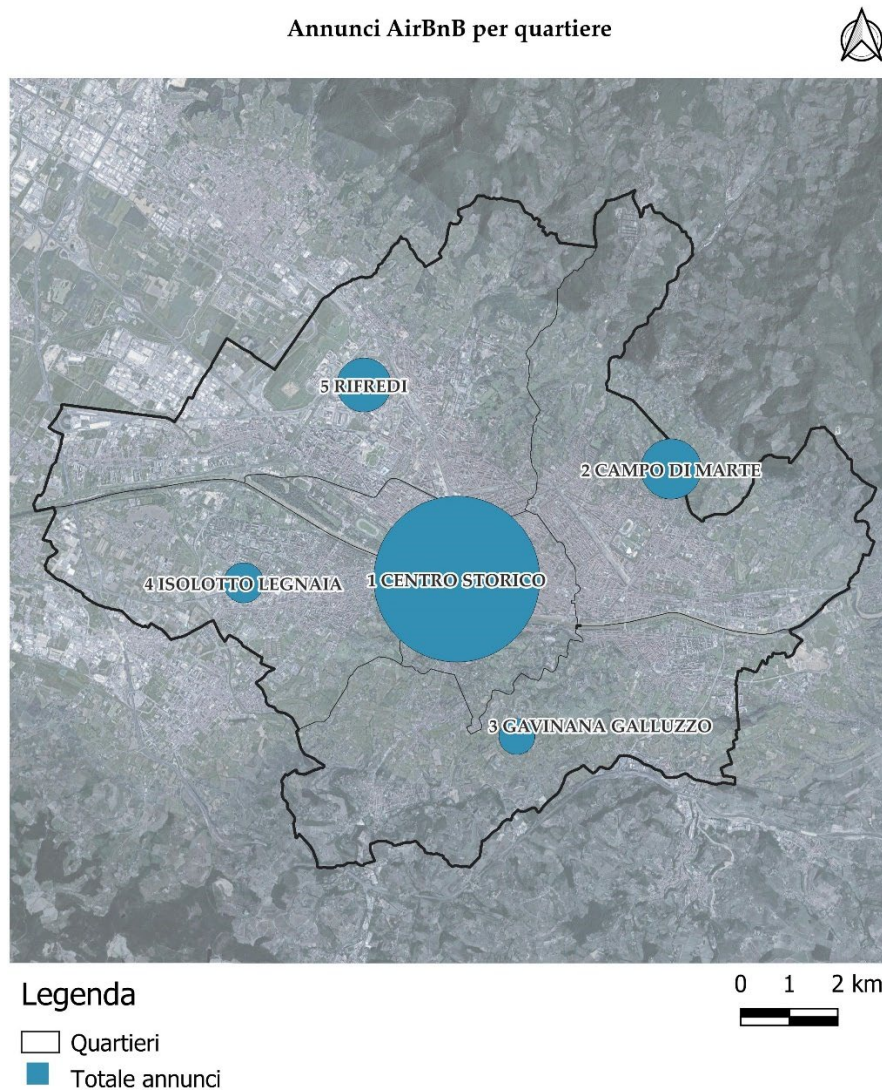 Annunci AirBnB per quartiere
5 RIFREDI
2 CAMPO DI MARTE
4 ISOLOTTO LEGNAIA
1 CENTRO STORICO
3 GAVINANA GALLUZZO
Legenda
Quartieri
Totale annunci
0 1 2 km